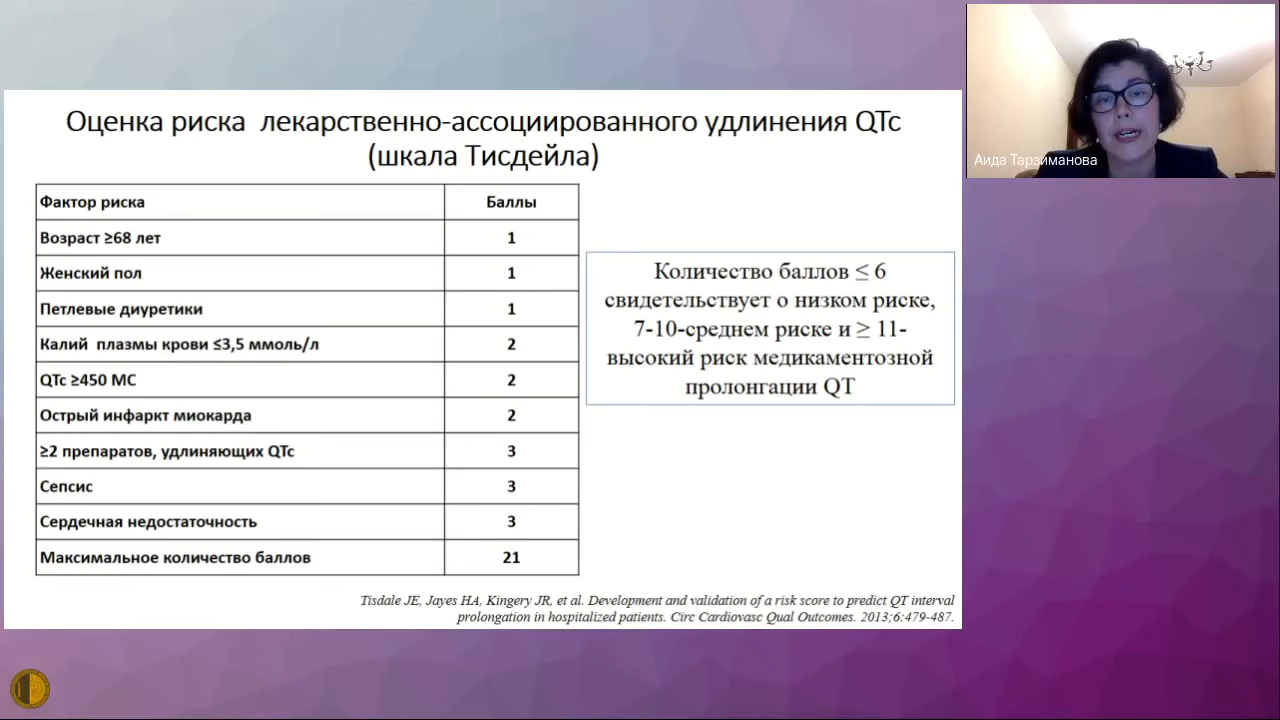 Оценка риска лекарственно-ассоциированного удлинения QTc
(шкала Тисдейла)
Фактор риска Баллы
Возраст ≥68 лет 1
Женский пол 1
Петлевые диуретики 1
Калий плазмы крови ≤3,5 ммоль/л 2
QTc ≥450 МС 2
Острый инфаркт миокарда 2
≥2 препаратов, удлиняющих QTc 3
Сепсис 3
Сердечная недостаточность 3
Максимальное количество баллов 21
Количество баллов ≤ 6
свидетельствует о низком риске,
7-10-среднем риске и ≥ 11-
высокий риск медикаментозной
пролонгации QT
Tisdale JE, Jayes HA, Kingery JR, et al. Development and validation of a risk score to predict QT interval
prolongation in hospitalized patients. Circ Cardiovasc Qual Outcomes. 2013;6:479-487.
Аида Тарзиманова